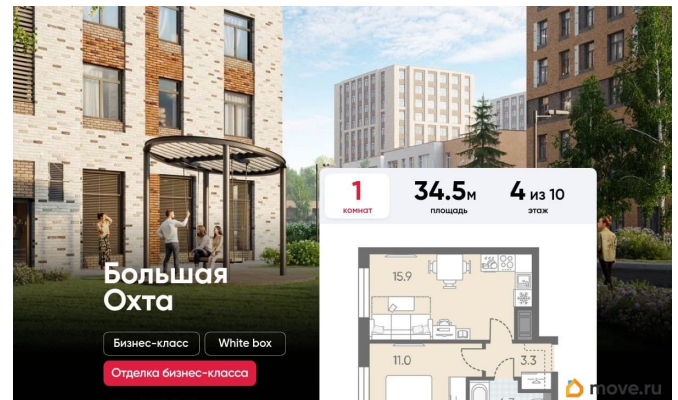 1
комнат
34.5м
площадь
4 из 10
этаж
15.9
11.0
3.3
Большая
Охта
Бизнес-класс
White box
Отделка бизнес-класса
move.ru